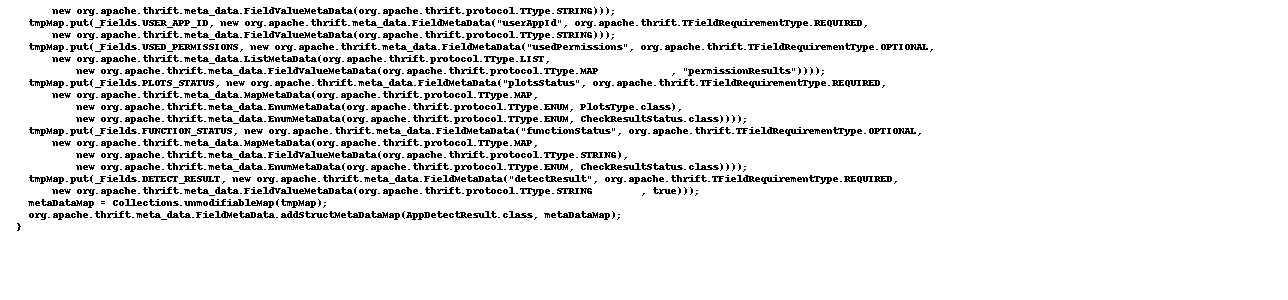 new org.apache.thrift.meta_data.FieldValueMetaData(org.apache.thrift.protocol.TType.STRING)));
tmpMap.put(_Fields.USER_APP_ID, new org.apache.thrift.meta_data.FieldMetaData("userAppId", org.apache.thrift.TFieldRequirementType.REQUIRED,
new org.apache.thrift.meta_data.FieldValueMetaData(org.apache.thrift.protocol.TType.STRING)));
tmpMap.put(_Fields.USED_PERMISSIONS, new org.apache.thrift.meta_data.FieldMetaData("usedPermissions", org.apache.thrift.TFieldRequirementType.OPTIONAL,
new org.apache.thrift.meta_data.ListMetaData(org.apache.thrift.protocol.TType.LIST,
new org.apache.thrift.meta_data.FieldValueMetaData(org.apache.thrift.protocol.TType.MAP , "permissionResults"))));
tmpMap.put(_Fields.PLOTS_STATUS, new org.apache.thrift.meta_data.FieldMetaData("plotsStatus", org.apache.thrift.TFieldRequirementType.REQUIRED,
new org.apache.thrift.meta_data.MapMetaData(org.apache.thrift.protocol.TType.MAP,
new org.apache.thrift.meta_data.EnumMetaData(org.apache.thrift.protocol.TType.ENUM, PlotsType.class),
new org.apache.thrift.meta_data.EnumMetaData(org.apache.thrift.protocol.TType.ENUM, CheckResultStatus.class))));
tmpMap.put(_Fields.FUNCTION_STATUS, new org.apache.thrift.meta_data.FieldMetaData("functionStatus", org.apache.thrift.TFieldRequirementType.OPTIONAL,
new org.apache.thrift.meta_data.MapMetaData(org.apache.thrift.protocol.TType.MAP,
new org.apache.thrift.meta_data.FieldValueMetaData(org.apache.thrift.protocol.TType.STRING),
new org.apache.thrift.meta_data.EnumMetaData(org.apache.thrift.protocol.TType.ENUM, CheckResultStatus.class))));
tmpMap.put(_Fields.DETECT_RESULT, new org.apache.thrift.meta_data.FieldMetaData("detectResult", org.apache.thrift.TFieldRequirementType.REQUIRED,
new org.apache.thrift.meta_data.FieldValueMetaData(org.apache.thrift.protocol.TType.STRING , true)));
metaDataMap = Collections.unmodifiableMap(tmpMap);
org.apache.thrift.meta_data.FieldMetaData.addStructMetaDataMap(AppDetectResult.class, metaDataMap);
}